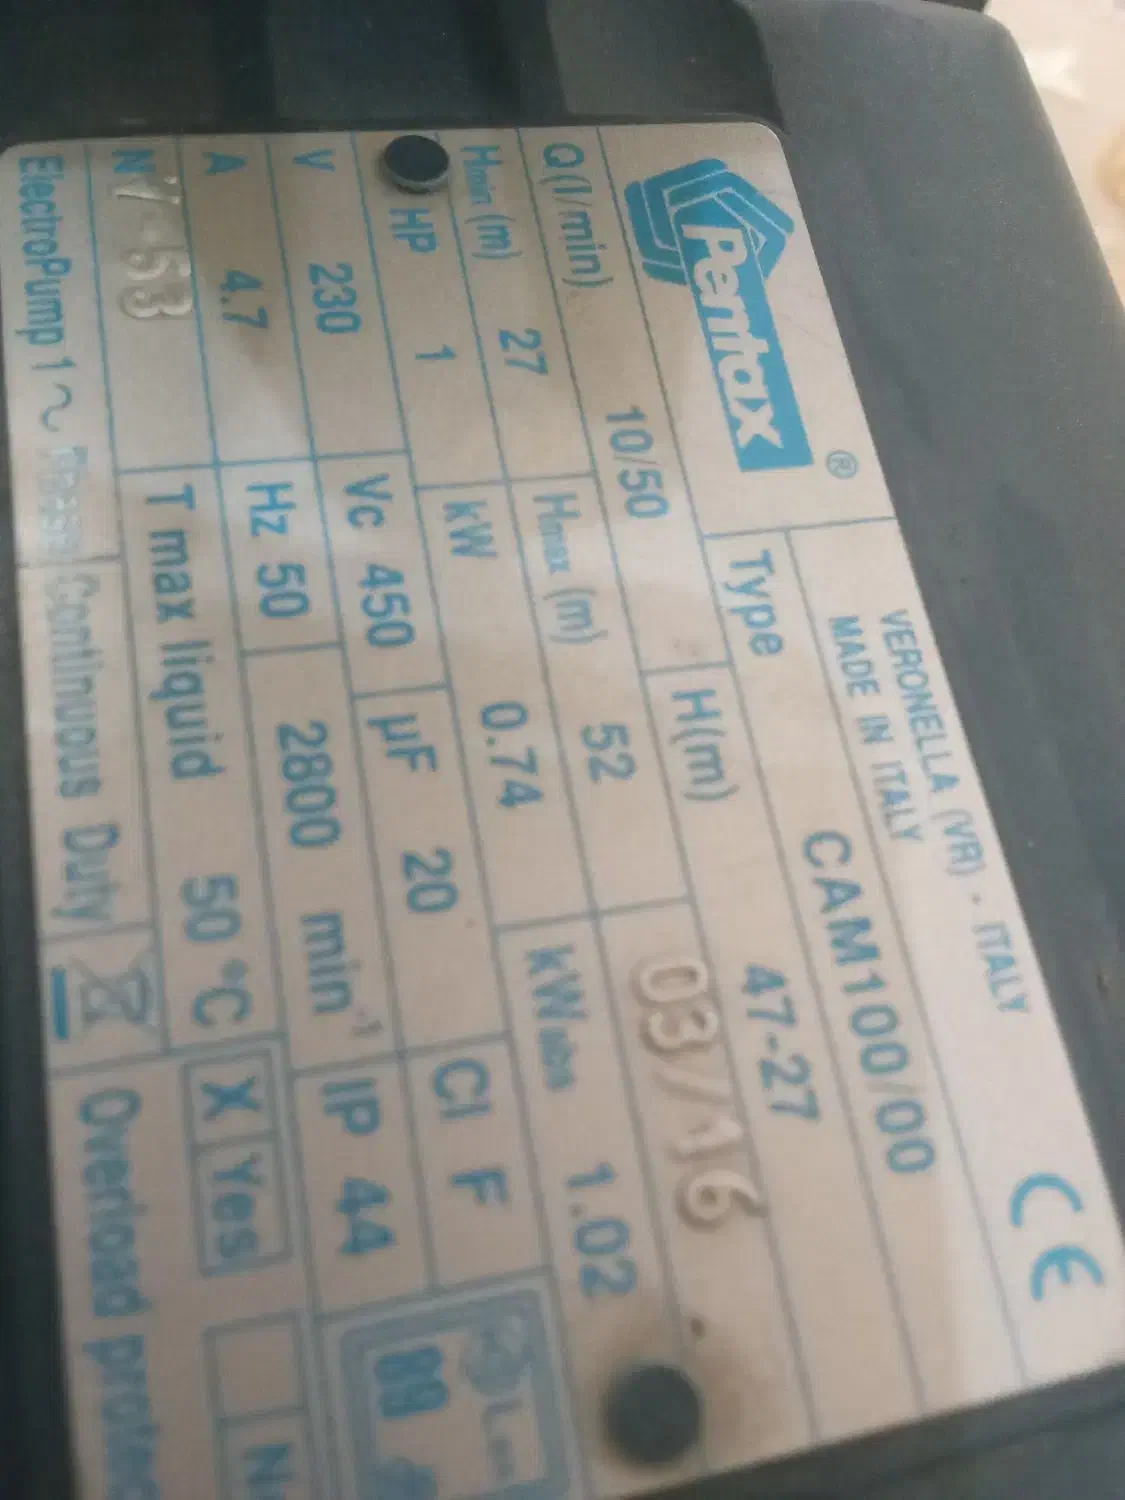 Pentax ®
VERONELLA (VR) - ITALY
MADE IN ITALY
CE
Type CAM100/00
Q(l/min) 10/50 H(m) 47-27
Hmin (m) 27 Hmax (m) 52 03/16
HP 1 kW 0.74 kWabs 1.02
V 230 Vc 450 µF 20 Cl F
A 4.7 Hz 50 2800 min⁻¹ IP 44
N V-53 T max liquid 50 °C X Yes
ElectroPump 1~ Phase Continuous Duty Overload